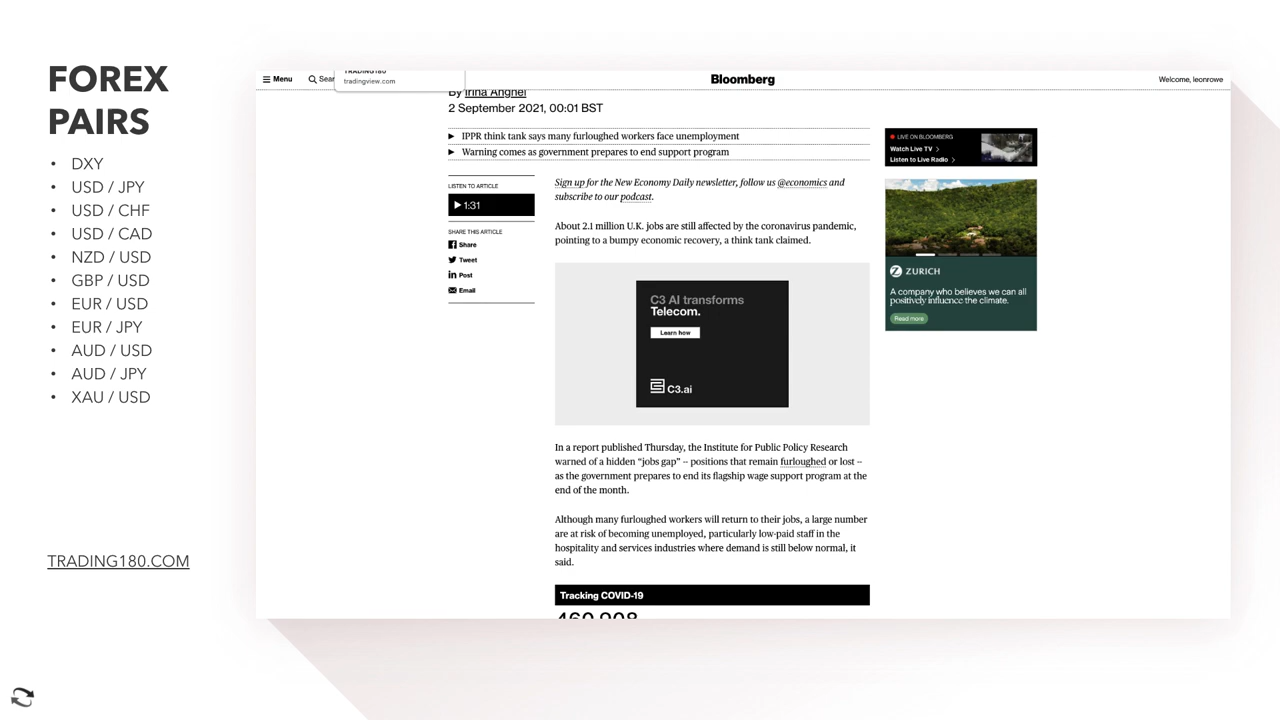 FOREX
PAIRS
• DXY
• USD / JPY
• USD / CHF
• USD / CAD
• NZD / USD
• GBP / USD
• EUR / USD
• EUR / JPY
• AUD / USD
• AUD / JPY
• XAU / USD
TRADING180.COM
Menu
Sear
TRADING180
tradingview.com
Bloomberg
Welcome, leonrowe
By Irina Anghel
2 September 2021, 00:01 BST
IPPR think tank says many furloughed workers face unemployment
Warning comes as government prepares to end support program
LISTEN TO ARTICLE
1:31
SHARE THIS ARTICLE
Share
Tweet
Post
Email
Sign up for the New Economy Daily newsletter, follow us @economics and
subscribe to our podcast.
About 2.1 million U.K. jobs are still affected by the coronavirus pandemic,
pointing to a bumpy economic recovery, a think tank claimed.
C3 AI transforms
Telecom.
Learn how
C3.ai
In a report published Thursday, the Institute for Public Policy Research
warned of a hidden “jobs gap” -- positions that remain furloughed or lost --
as the government prepares to end its flagship wage support program at the
end of the month.
Although many furloughed workers will return to their jobs, a large number
are at risk of becoming unemployed, particularly low-paid staff in the
hospitality and services industries where demand is still below normal, it
said.
Tracking COVID-19
LIVE ON BLOOMBERG
Watch Live TV
Listen to Live Radio
ZURICH
A company who believes we can all
positively influence the climate.
Read more